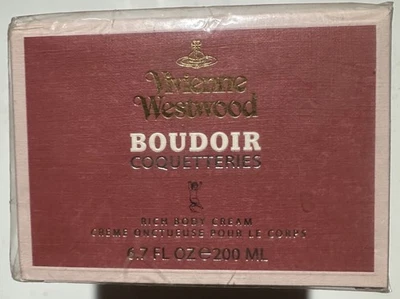 Vivienne
Westwood
BOUDOIR
COQUETTERIES
RICH BODY CREAM
CRÈME ONCTUEUSE POUR LE CORPS
6.7 FL OZ ℮ 200 ML